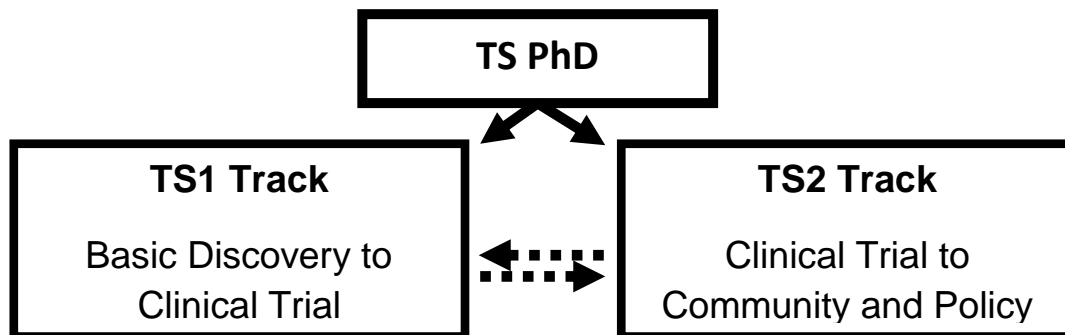 TS PhD
TS1 Track
Basic Discovery to
Clinical Trial
TS2 Track
Clinical Trial to
Community and Policy